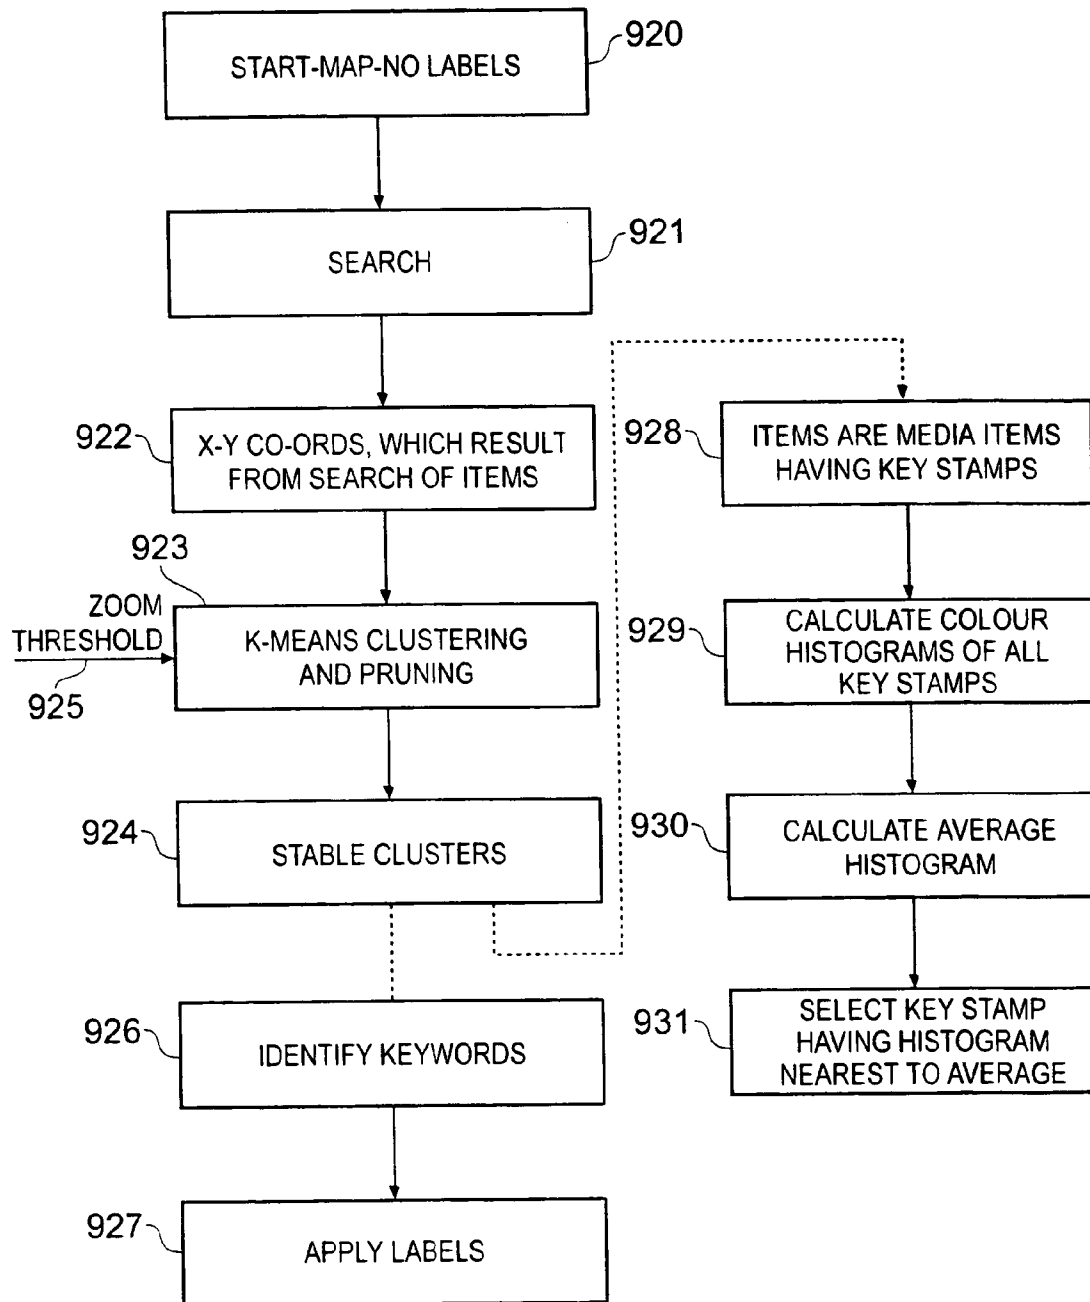 START-MAP-NO LABELS
920
SEARCH
921
922
X-Y CO-ORDS, WHICH RESULT
FROM SEARCH OF ITEMS
923
ZOOM
THRESHOLD
925
K-MEANS CLUSTERING
AND PRUNING
924
STABLE CLUSTERS
926
IDENTIFY KEYWORDS
927
APPLY LABELS
928
ITEMS ARE MEDIA ITEMS
HAVING KEY STAMPS
929
CALCULATE COLOUR
HISTOGRAMS OF ALL
KEY STAMPS
930
CALCULATE AVERAGE
HISTOGRAM
931
SELECT KEY STAMP
HAVING HISTOGRAM
NEAREST TO AVERAGE